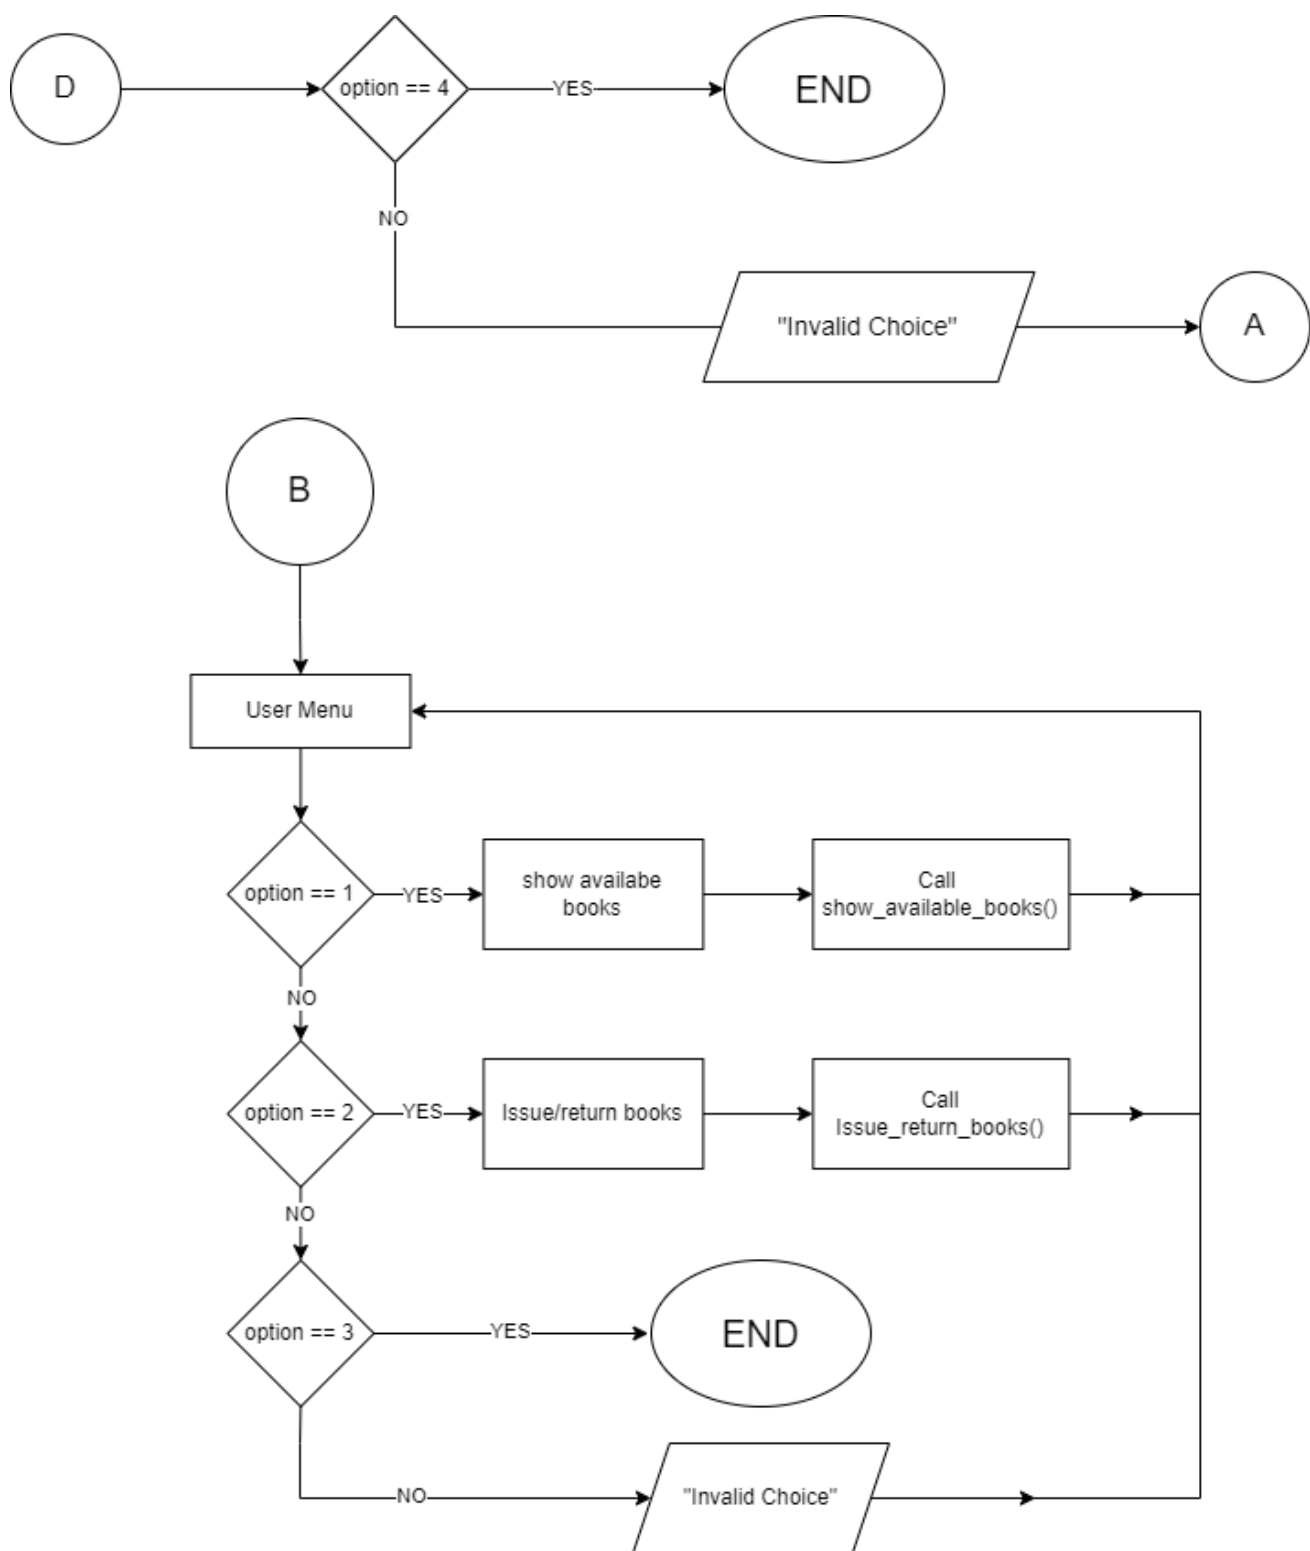 D
option == 4
YES
END
NO
"Invalid Choice"
A
B
User Menu
option == 1
YES
show availabe
books
Call
show_available_books()
NO
option == 2
YES
Issue/return books
Call
Issue_return_books()
NO
option == 3
YES
END
NO
"Invalid Choice"